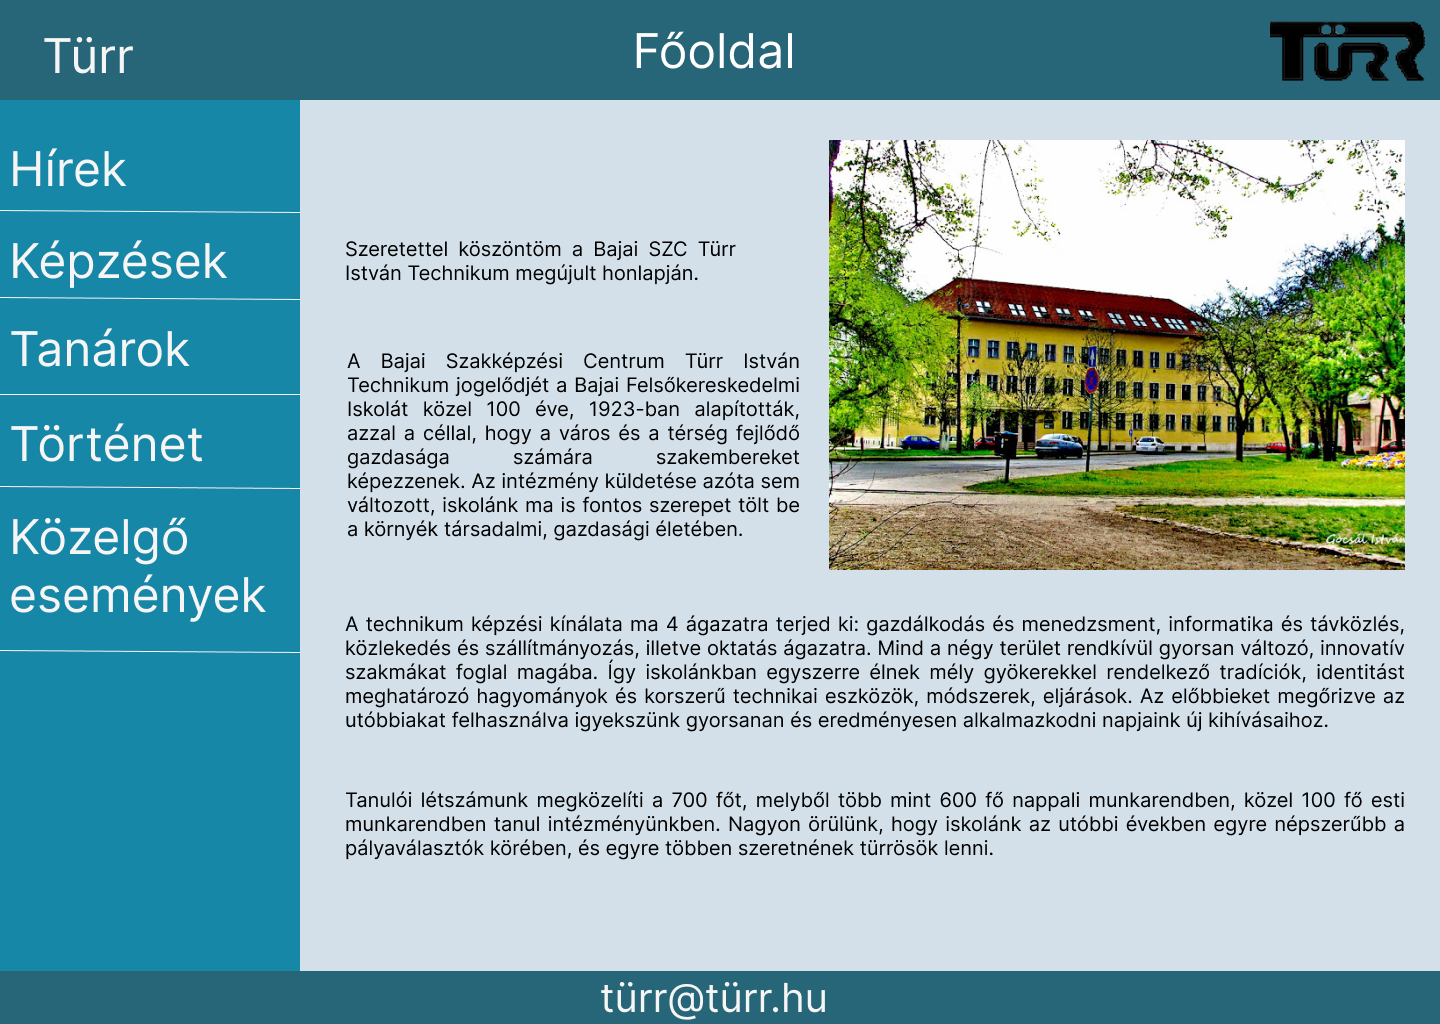 Türr
Főoldal
TÜRR
Hírek
Képzések
Tanárok
Történet
Közelgő
események
Szeretettel köszöntöm a Bajai SZC Türr
István Technikum megújult honlapján.
A Bajai Szakképzési Centrum Türr István
Technikum jogelődjét a Bajai Felsőkereskedelmi
Iskolát közel 100 éve, 1923-ban alapították,
azzal a céllal, hogy a város és a térség fejlődő
gazdasága számára szakembereket
képezzenek. Az intézmény küldetése azóta sem
változott, iskolánk ma is fontos szerepet tölt be
a környék társadalmi, gazdasági életében.
Göcsál István
A technikum képzési kínálata ma 4 ágazatra terjed ki: gazdálkodás és menedzsment, informatika és távközlés,
közlekedés és szállítmányozás, illetve oktatás ágazatra. Mind a négy terület rendkívül gyorsan változó, innovatív
szakmákat foglal magába. Így iskolánkban egyszerre élnek mély gyökerekkel rendelkező tradíciók, identitást
meghatározó hagyományok és korszerű technikai eszközök, módszerek, eljárások. Az előbbieket megőrizve az
utóbbiakat felhasználva igyekszünk gyorsanan és eredményesen alkalmazkodni napjaink új kihívásaihoz.
Tanulói létszámunk megközelíti a 700 főt, melyből több mint 600 fő nappali munkarendben, közel 100 fő esti
munkarendben tanul intézményünkben. Nagyon örülünk, hogy iskolánk az utóbbi években egyre népszerűbb a
pályaválasztók körében, és egyre többen szeretnének türrösök lenni.
türr@türr.hu